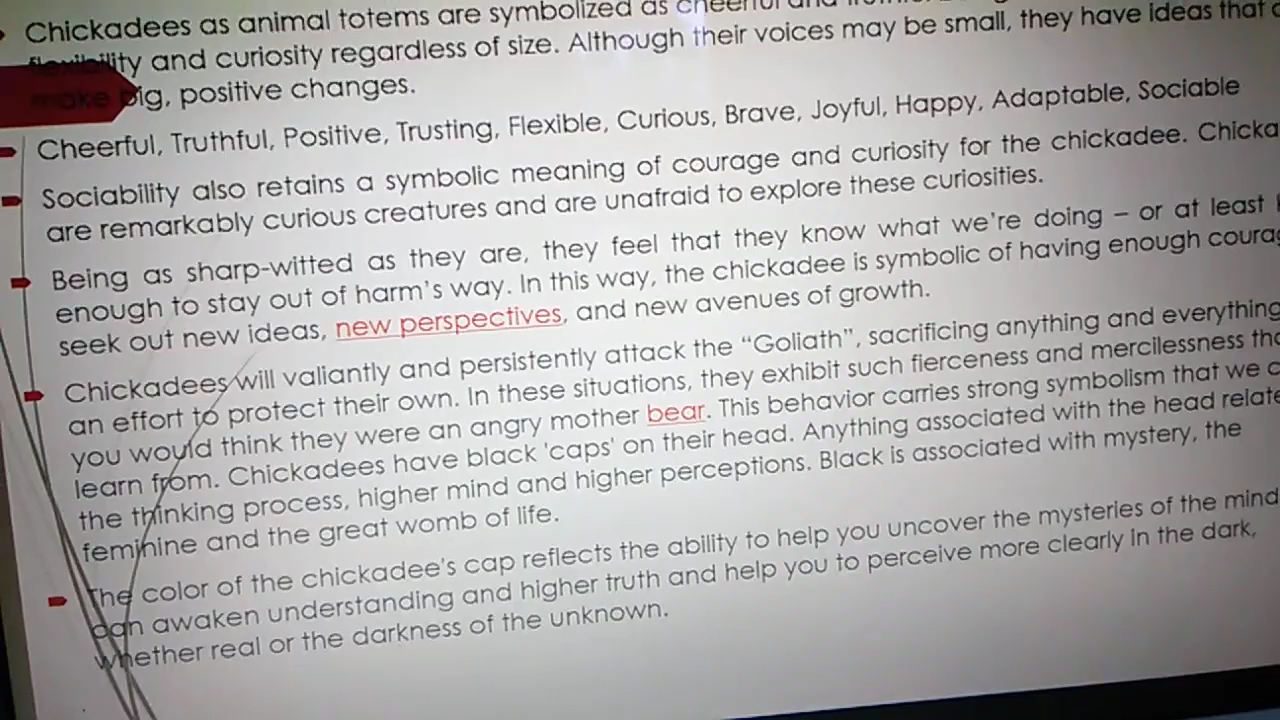 Chickadees as animal totems are symbolized as cheerful and
flexibility and curiosity regardless of size. Although their voices may be small, they have ideas that
make big, positive changes.
Cheerful, Truthful, Positive, Trusting, Flexible, Curious, Brave, Joyful, Happy, Adaptable, Sociable
Sociability also retains a symbolic meaning of courage and curiosity for the chickadee. Chicka
are remarkably curious creatures and are unafraid to explore these curiosities.
Being as sharp-witted as they are, they feel that they know what we're doing – or at least
enough to stay out of harm's way. In this way, the chickadee is symbolic of having enough courag
seek out new ideas, new perspectives, and new avenues of growth.
Chickadees will valiantly and persistently attack the “Goliath”, sacrificing anything and everything
an effort to protect their own. In these situations, they exhibit such fierceness and mercilessness tha
you would think they were an angry mother bear. This behavior carries strong symbolism that we c
learn from. Chickadees have black 'caps' on their head. Anything associated with the head relate
the thinking process, higher mind and higher perceptions. Black is associated with mystery, the
feminine and the great womb of life.
The color of the chickadee's cap reflects the ability to help you uncover the mysteries of the mind
can awaken understanding and higher truth and help you to perceive more clearly in the dark,
whether real or the darkness of the unknown.